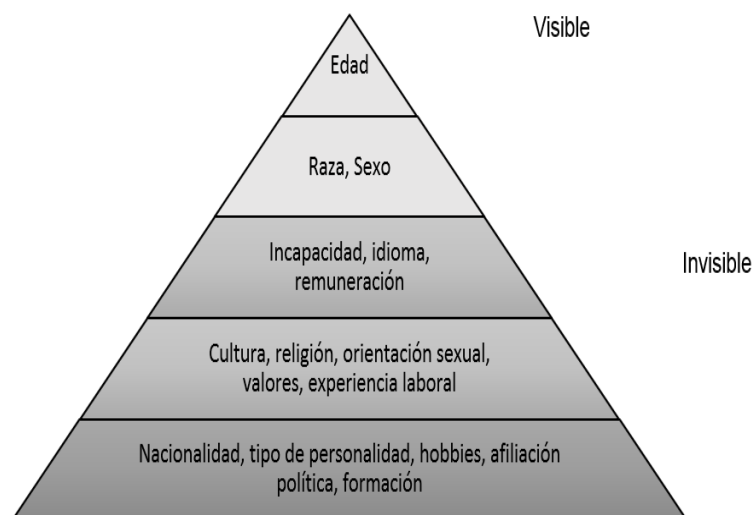 Visible
Edad
Raza, Sexo
Incapacidad, idioma,
remuneración
Invisible
Cultura, religión, orientación sexual,
valores, experiencia laboral
Nacionalidad, tipo de personalidad, hobbies, afiliación
política, formación